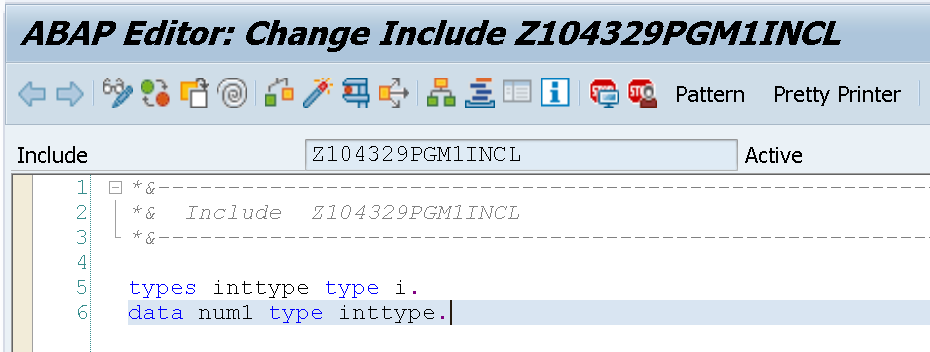 ABAP Editor: Change Include Z104329PGM1INCL
Pattern Pretty Printer
Include Z104329PGM1INCL Active
1 *&---------------------------------------------------------
2 *& Include Z104329PGM1INCL
3 *&---------------------------------------------------------
4
5 types inttype type i.
6 data num1 type inttype.